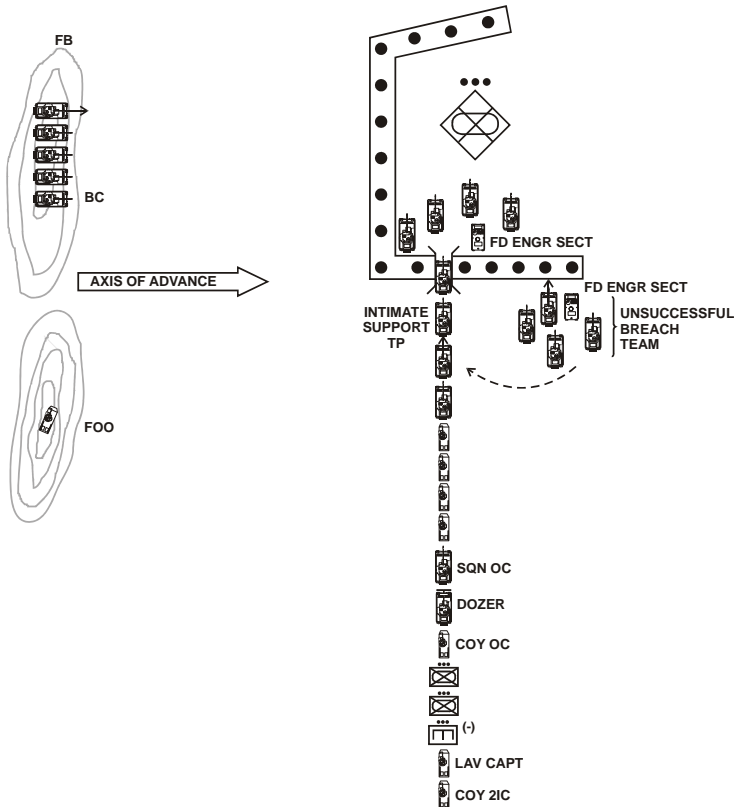 FB
BC
FD ENGR SECT
AXIS OF ADVANCE
FD ENGR SECT
INTIMATE
SUPPORT
TP
UNSUCCESSFUL
BREACH
TEAM
FOO
SQN OC
DOZER
COY OC
(-)
LAV CAPT
COY 2IC